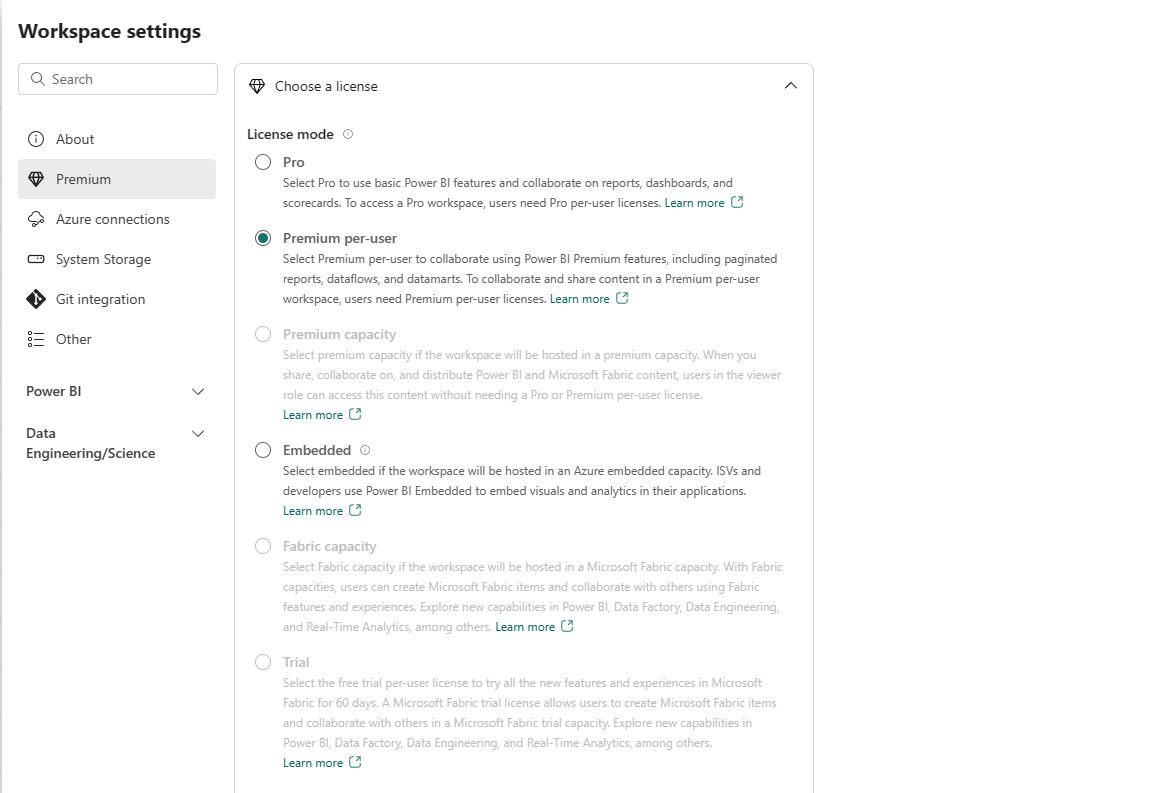 Workspace settings
Search
About
Premium
Azure connections
System Storage
Git integration
Other
Power BI
Data
Engineering/Science
Choose a license
License mode
Pro
Select Pro to use basic Power BI features and collaborate on reports, dashboards, and
scorecards. To access a Pro workspace, users need Pro per-user licenses. Learn more
Premium per-user
Select Premium per-user to collaborate using Power BI Premium features, including paginated
reports, dataflows, and datamarts. To collaborate and share content in a Premium per-user
workspace, users need Premium per-user licenses. Learn more
Premium capacity
Select premium capacity if the workspace will be hosted in a premium capacity. When you
share, collaborate on, and distribute Power BI and Microsoft Fabric content, users in the viewer
role can access this content without needing a Pro or Premium per-user license.
Learn more
Embedded
Select embedded if the workspace will be hosted in an Azure embedded capacity. ISVs and
developers use Power BI Embedded to embed visuals and analytics in their applications.
Learn more
Fabric capacity
Select Fabric capacity if the workspace will be hosted in a Microsoft Fabric capacity. With Fabric
capacities, users can create Microsoft Fabric items and collaborate with others using Fabric
features and experiences. Explore new capabilities in Power BI, Data Factory, Data Engineering,
and Real-Time Analytics, among others. Learn more
Trial
Select the free trial per-user license to try all the new features and experiences in Microsoft
Fabric for 60 days. A Microsoft Fabric trial license allows users to create Microsoft Fabric items
and collaborate with others in a Microsoft Fabric trial capacity. Explore new capabilities in
Power BI, Data Factory, Data Engineering, and Real-Time Analytics, among others.
Learn more